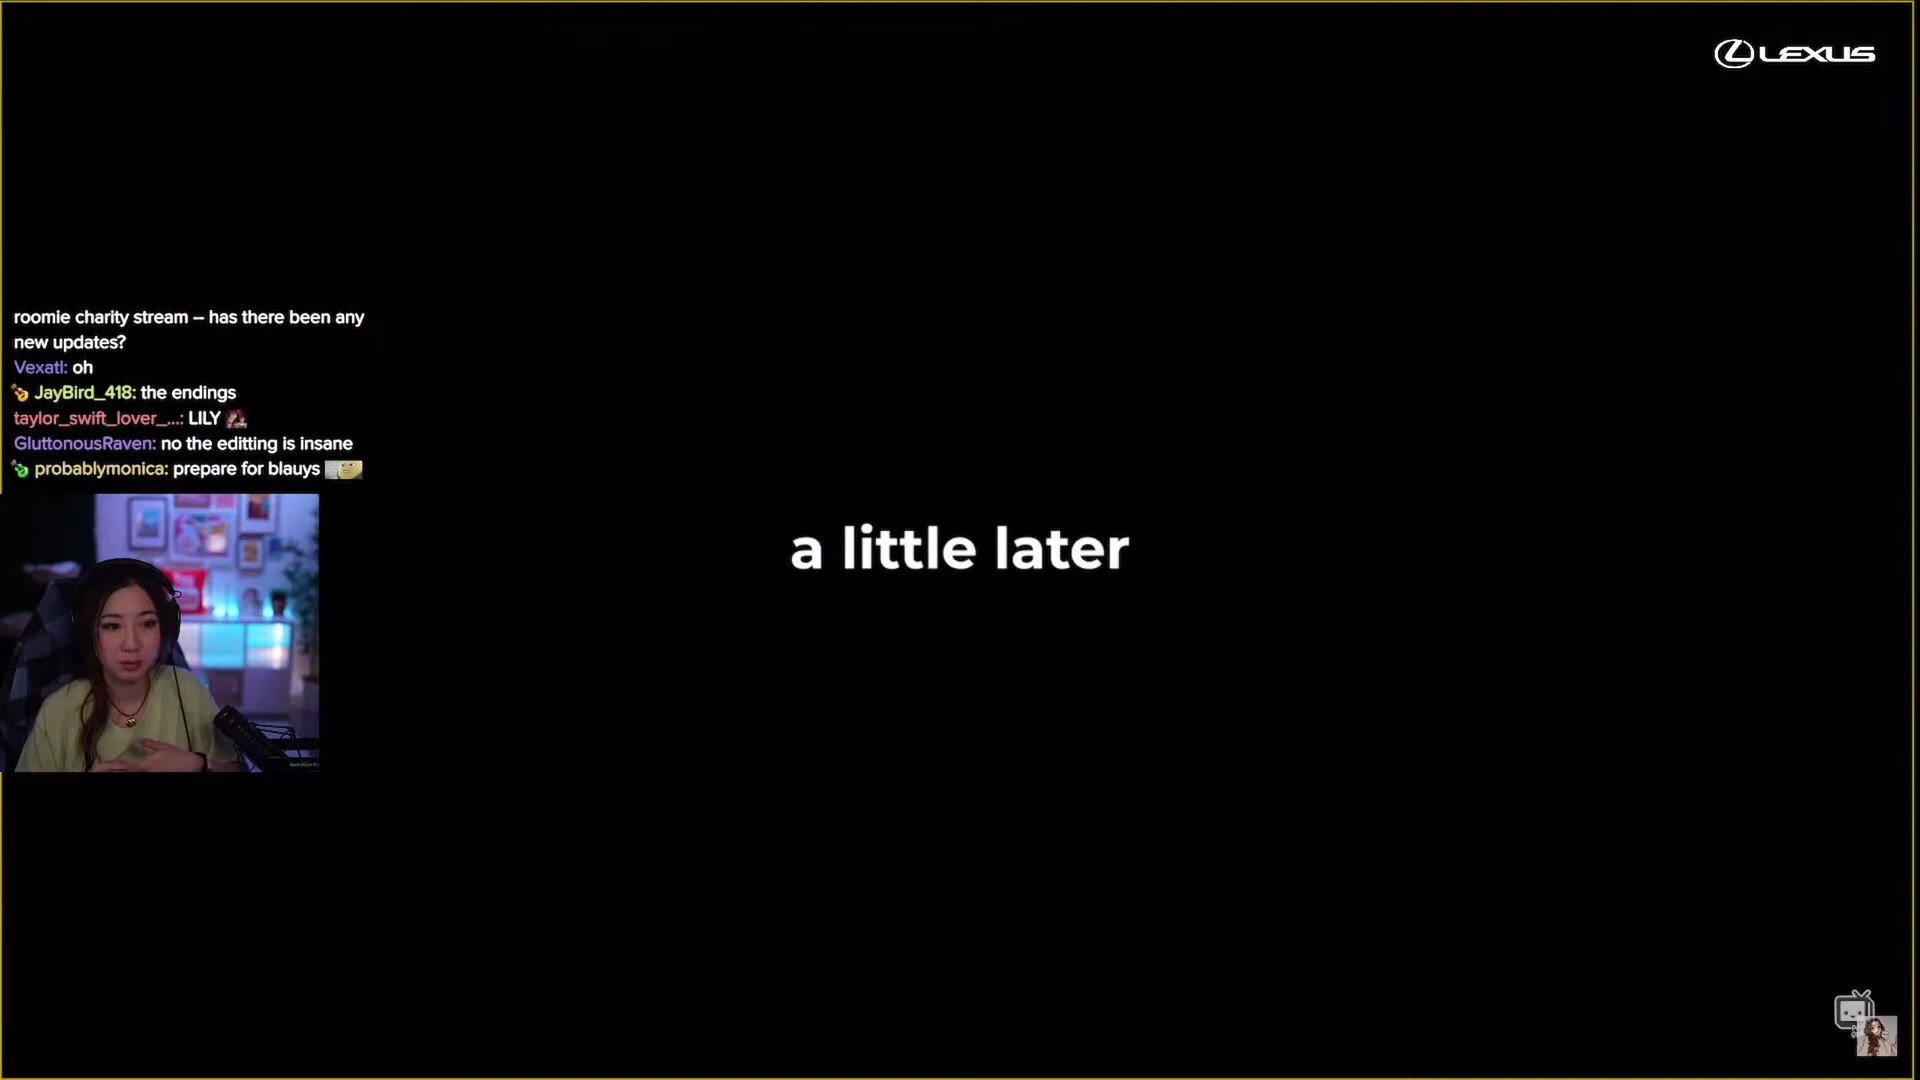 LEXUS
roomie charity stream – has there been any
new updates?
Vexatl: oh
JayBird_418: the endings
taylor_swift_lover_...: LILY
GluttonousRaven: no the editting is insane
probablymonica: prepare for blauys
a little later